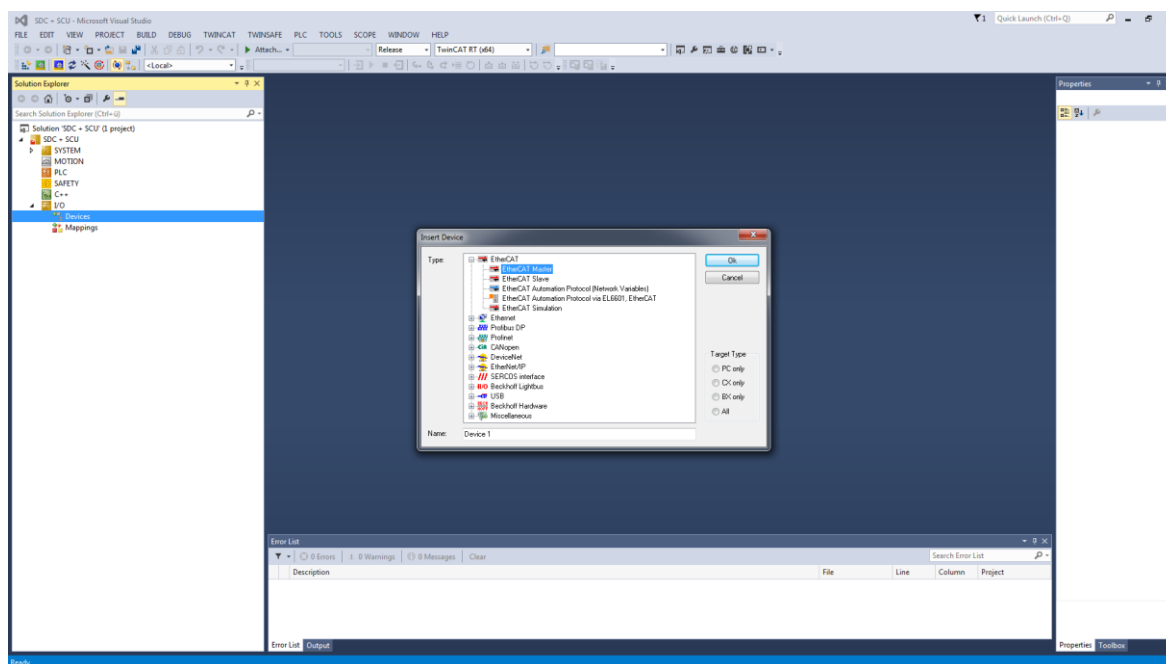 SDC + SCU - Microsoft Visual Studio
1 Quick Launch (Ctrl+Q)
FILE EDIT VIEW PROJECT BUILD DEBUG TWINCAT TWINSAFE PLC TOOLS SCOPE WINDOW HELP
Attach... Release TwinCAT RT (x64)
<Local>
Solution Explorer
Search Solution Explorer (Ctrl+ü)
Solution 'SDC + SCU' (1 project)
SDC + SCU
SYSTEM
MOTION
PLC
SAFETY
C++
I/O
Devices
Mappings
Insert Device
Type:
EtherCAT
EtherCAT Master
EtherCAT Slave
EtherCAT Automation Protocol (Network Variables)
EtherCAT Automation Protocol via EL6601, EtherCAT
EtherCAT Simulation
Ethernet
Profibus DP
Profinet
CANopen
DeviceNet
EtherNet/IP
SERCOS interface
Beckhoff Lightbus
USB
Beckhoff Hardware
Miscellaneous
Ok
Cancel
Target Type
PC only
CX only
BX only
All
Name: Device 1
Error List
0 Errors 0 Warnings 0 Messages Clear
Search Error List
Description File Line Column Project
Error List Output
Properties
Properties Toolbox
Ready